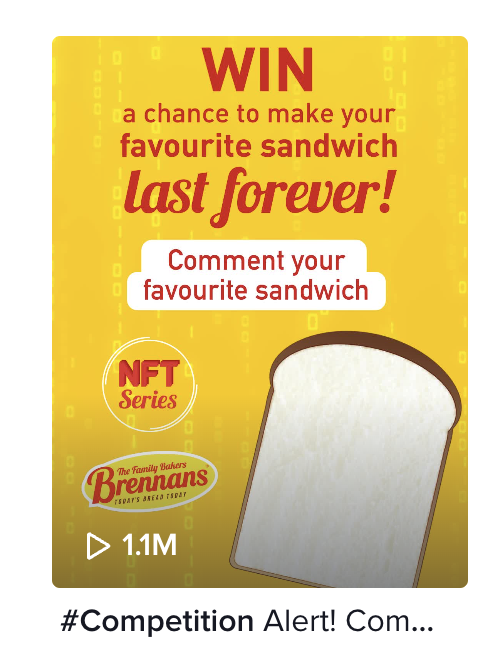 WIN
a chance to make your
favourite sandwich
last forever!
Comment your
favourite sandwich
NFT
Series
The Family Bakers
Brennans
TODAY'S BREAD TODAY
1.1M
#Competition Alert! Com...